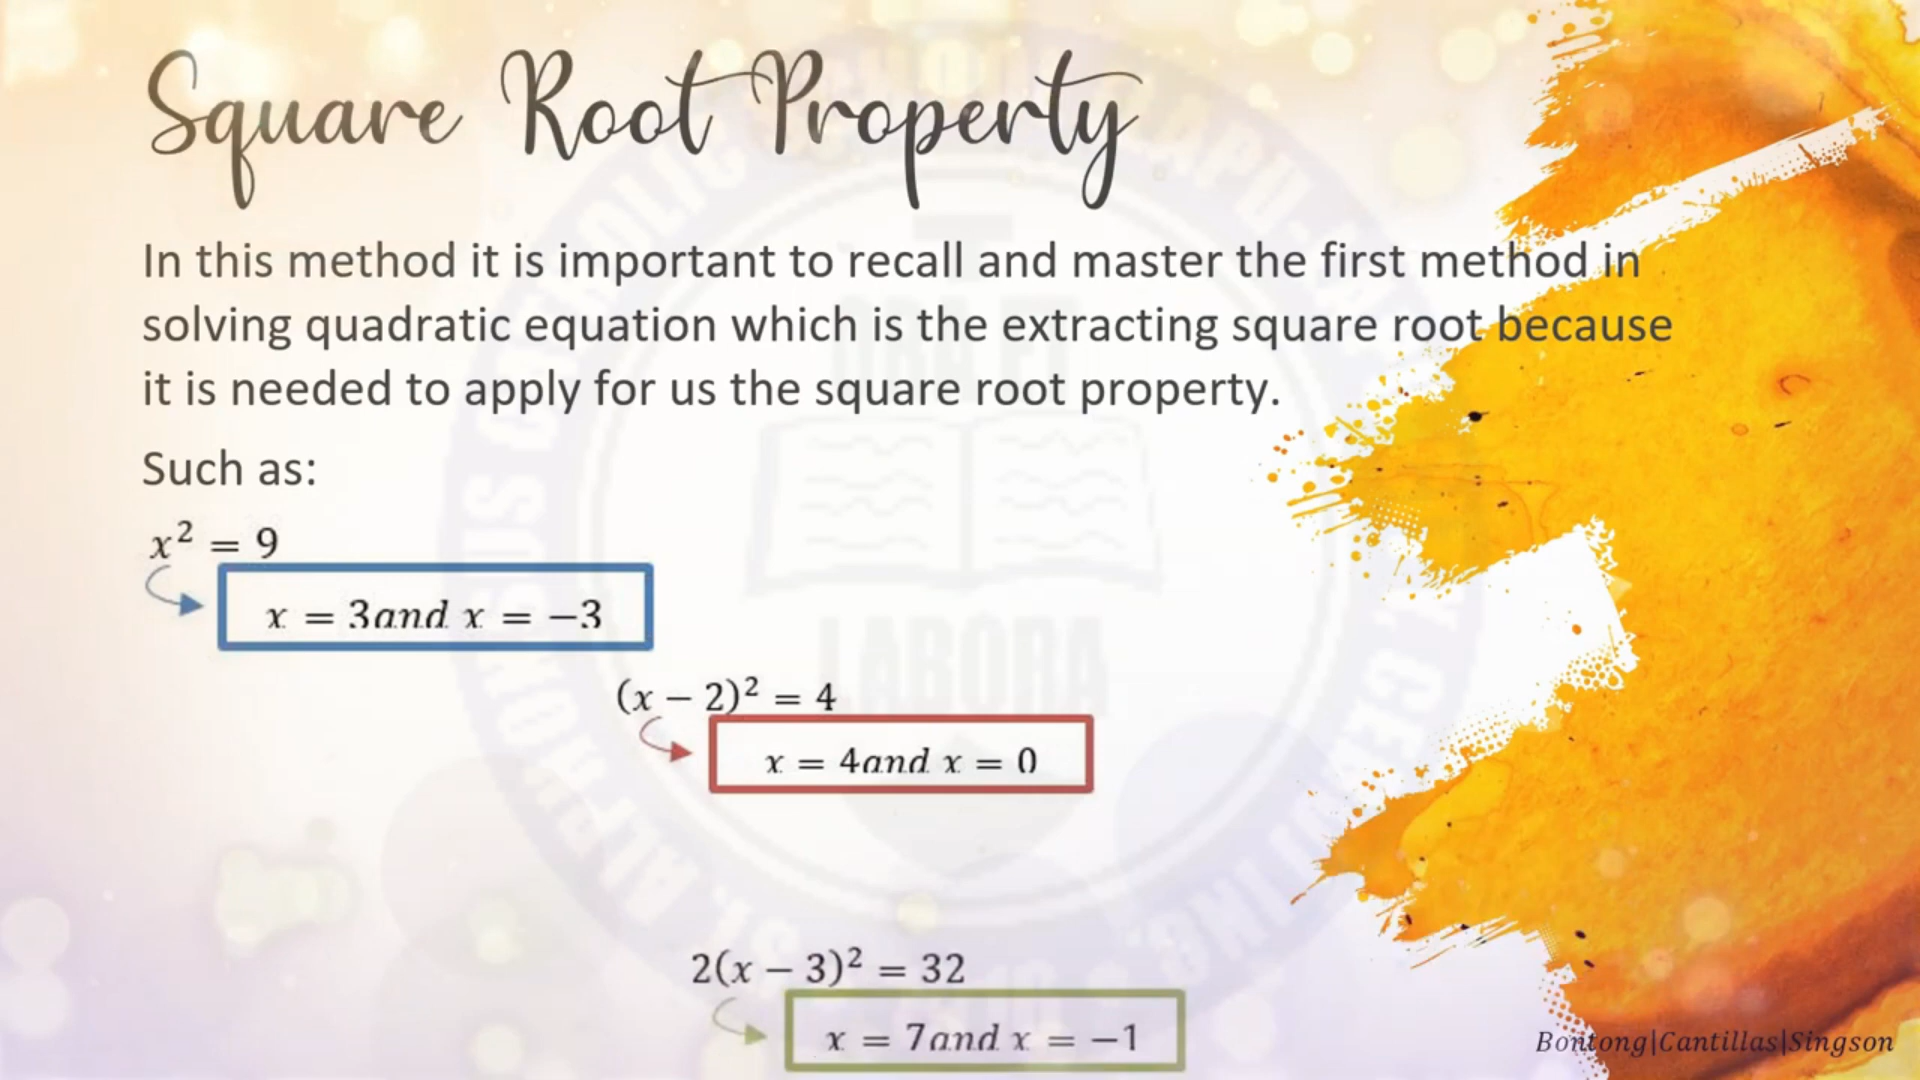 Square Root Property
In this method it is important to recall and master the first method in
solving quadratic equation which is the extracting square root because
it is needed to apply for us the square root property.
Such as:
x² = 9
x = 3and x = −3
(x − 2)² = 4
x = 4and x = 0
2(x − 3)² = 32
x = 7and x = −1
Bontong|Cantillas|Singson
LABORA